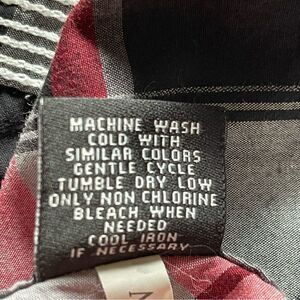 MACHINE WASH
COLD WITH
SIMILAR COLORS
GENTLE CYCLE
TUMBLE DRY LOW
ONLY NON CHLORINE
BLEACH WHEN
NEEDED
COOL IRON
IF NECESSARY